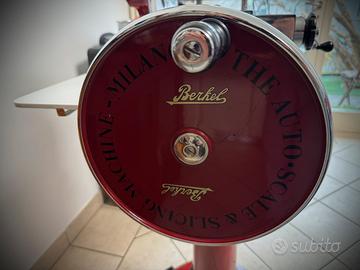 THE AUTO-SCALE & SLICING MACHINE - MILAN
Berkel
Berkel
subito